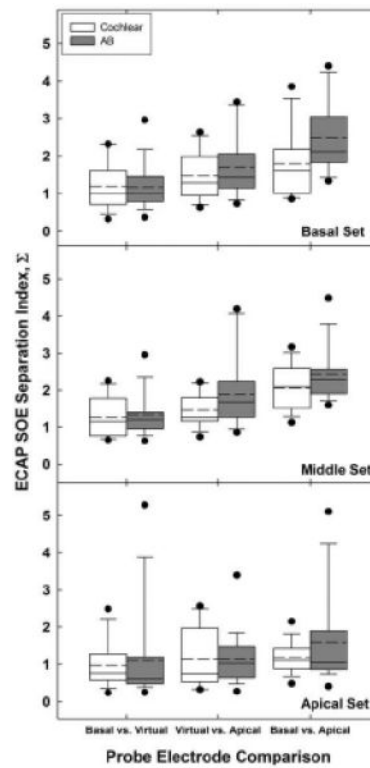 Cochlear
AB
5
4
3
2
1
0
Basal Set
5
4
3
2
1
0
Middle Set
5
4
3
2
1
0
Apical Set
ECAP SOE Separation Index, Σ
Basal vs. Virtual Virtual vs. Apical Basal vs. Apical
Probe Electrode Comparison